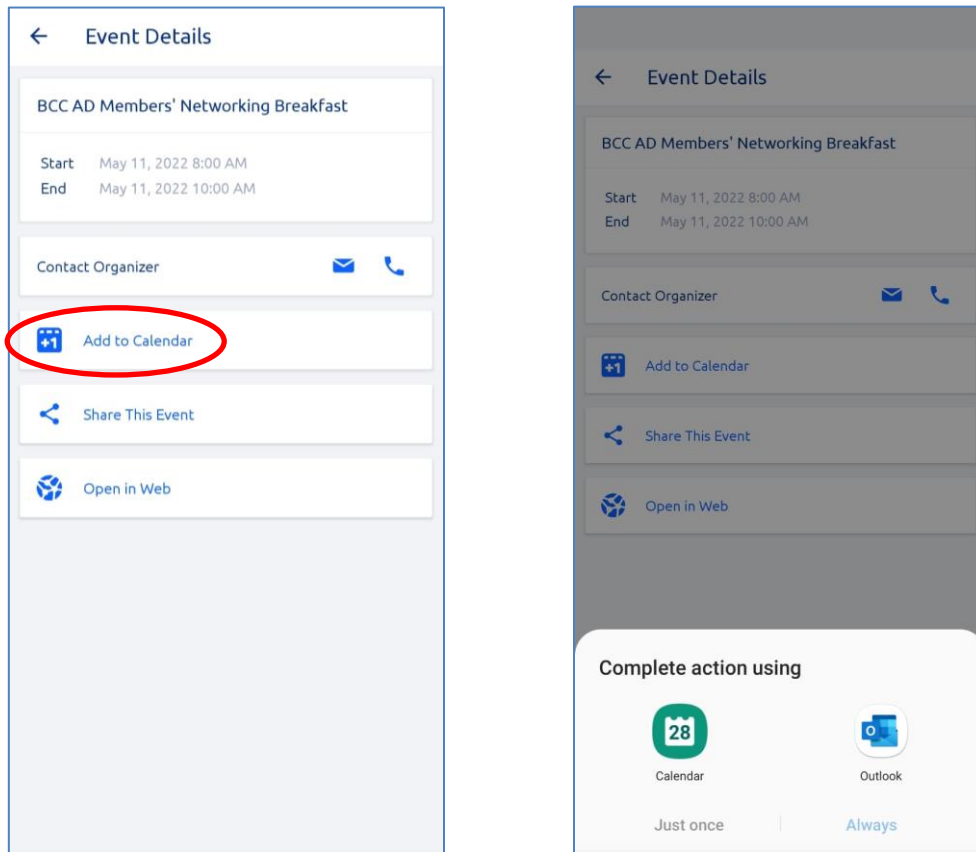 Event Details
BCC AD Members' Networking Breakfast
Start May 11, 2022 8:00 AM
End May 11, 2022 10:00 AM
Contact Organizer
+1 Add to Calendar
Share This Event
Open in Web
Event Details
BCC AD Members' Networking Breakfast
Start May 11, 2022 8:00 AM
End May 11, 2022 10:00 AM
Contact Organizer
+1 Add to Calendar
Share This Event
Open in Web
Complete action using
28 O
Calendar Outlook
Just once Always